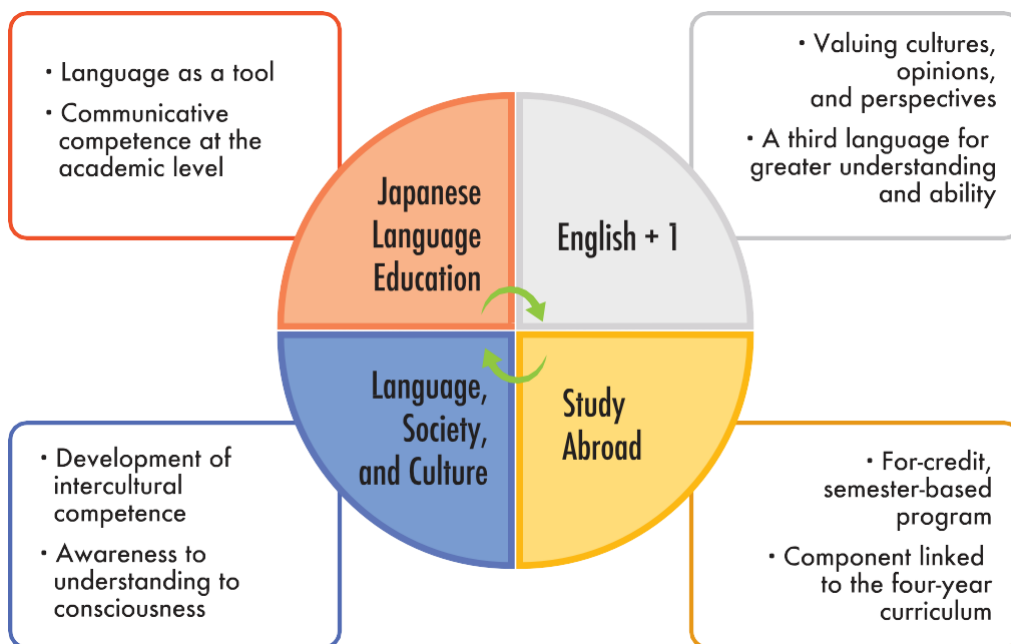 • Language as a tool
• Communicative
competence at the
academic level
• Valuing cultures,
opinions,
and perspectives
• A third language for
greater understanding
and ability
Japanese
Language
Education
English + 1
Language,
Society,
and Culture
Study
Abroad
• Development of
intercultural
competence
• Awareness to
understanding to
consciousness
• For-credit,
semester-based
program
• Component linked
to the four-year
curriculum